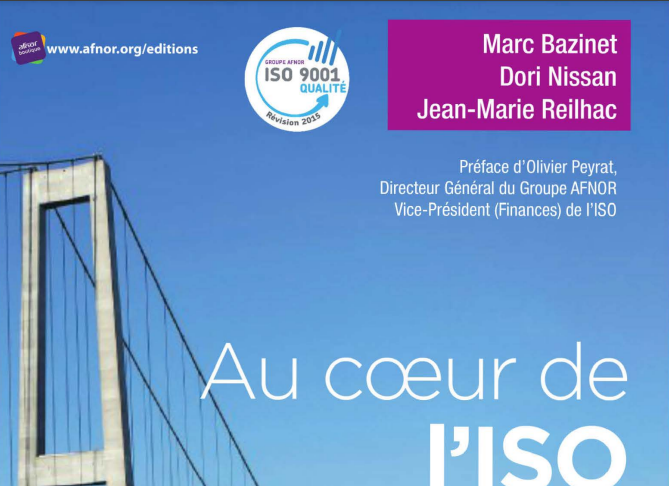 afnor
boutique
www.afnor.org/editions
GROUPE AFNOR
ISO 9001
QUALITÉ
Révision 2015
Marc Bazinet
Dori Nissan
Jean-Marie Reilhac
Préface d'Olivier Peyrat,
Directeur Général du Groupe AFNOR
Vice-Président (Finances) de l'ISO
Au cœur de
l'ISO